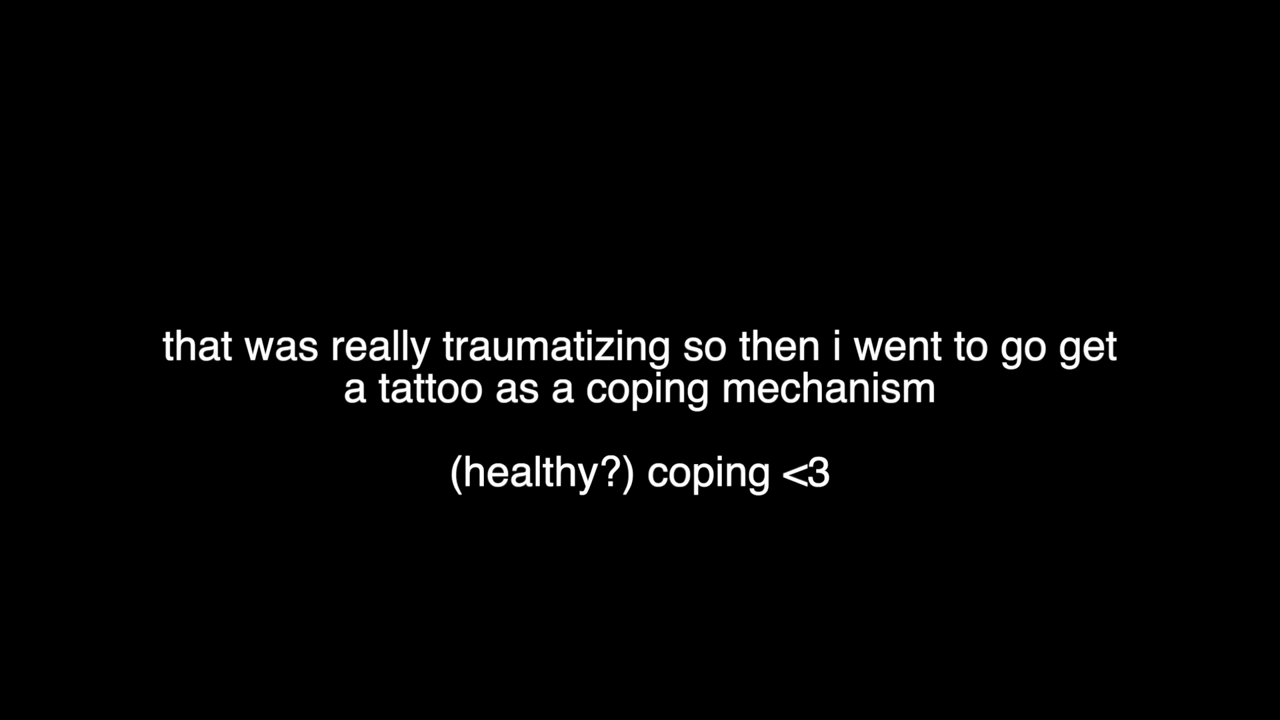 that was really traumatizing so then i went to go get
a tattoo as a coping mechanism
(healthy?) coping <3